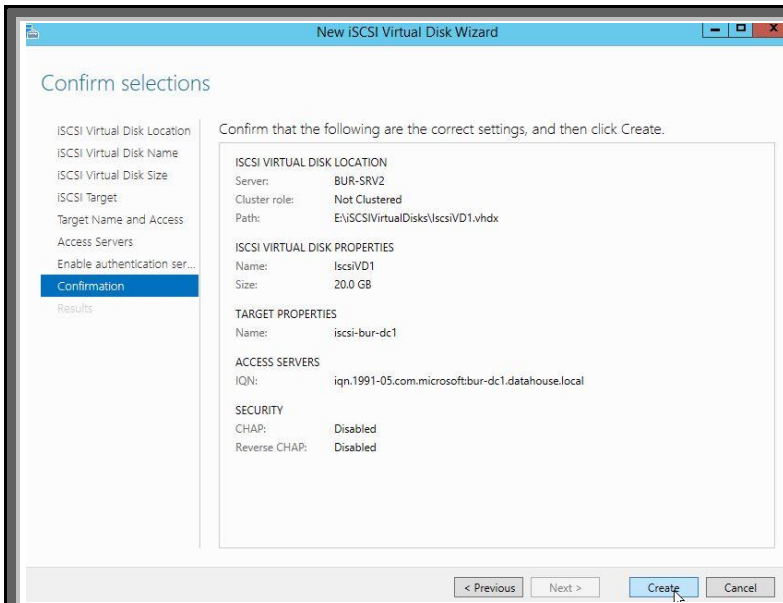 New iSCSI Virtual Disk Wizard
Confirm selections
iSCSI Virtual Disk Location
iSCSI Virtual Disk Name
iSCSI Virtual Disk Size
iSCSI Target
Target Name and Access
Access Servers
Enable authentication ser...
Confirmation
Results
Confirm that the following are the correct settings, and then click Create.
ISCSI VIRTUAL DISK LOCATION
Server: BUR-SRV2
Cluster role: Not Clustered
Path: E:\iSCSIVirtualDisks\IscsiVD1.vhdx
ISCSI VIRTUAL DISK PROPERTIES
Name: IscsiVD1
Size: 20.0 GB
TARGET PROPERTIES
Name: iscsi-bur-dc1
ACCESS SERVERS
IQN: iqn.1991-05.com.microsoft:bur-dc1.datahouse.local
SECURITY
CHAP: Disabled
Reverse CHAP: Disabled
< Previous Next > Create Cancel